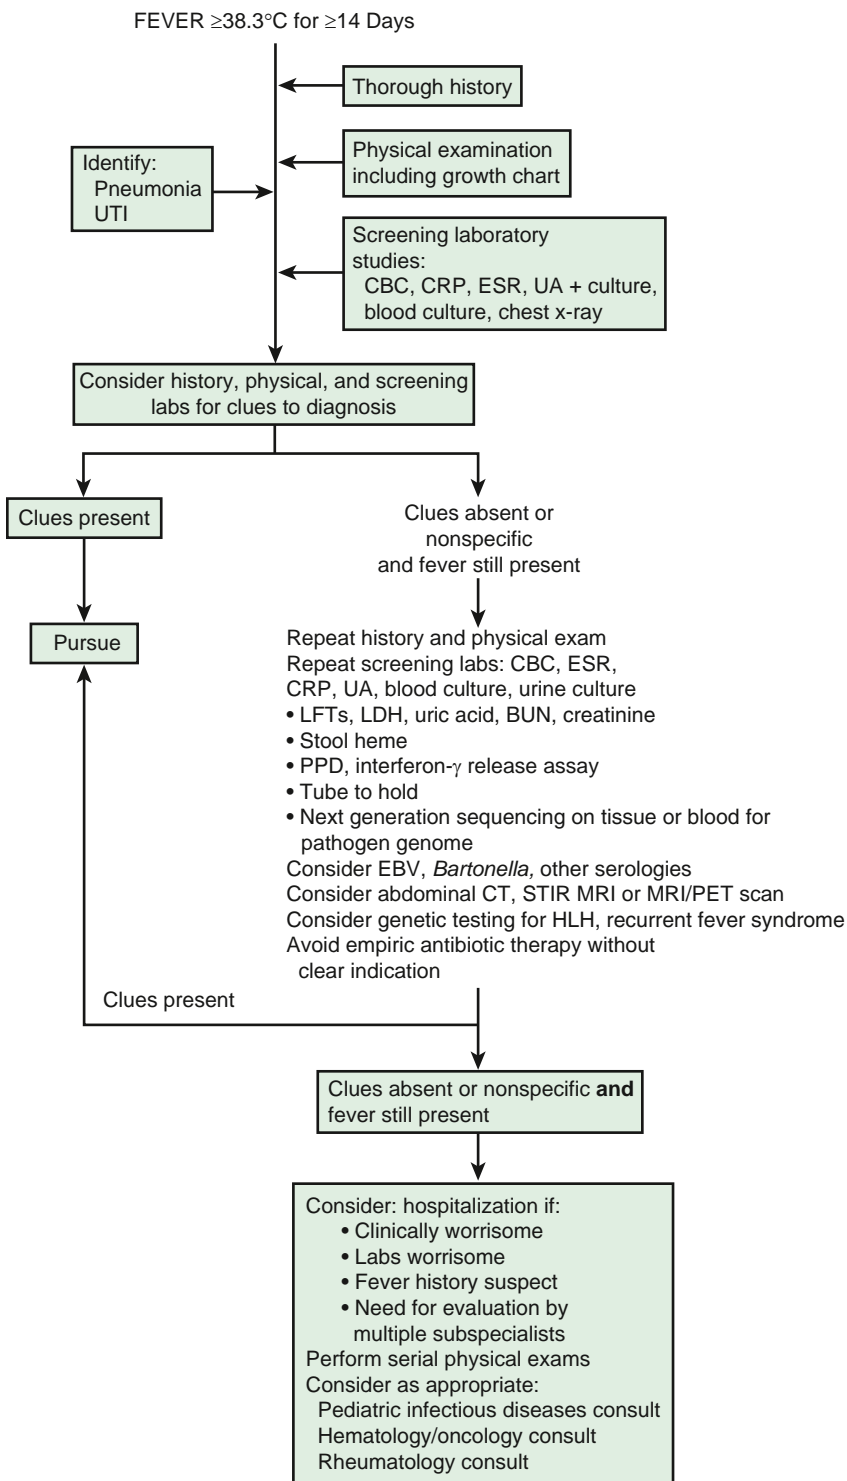 FEVER ≥38.3°C for ≥14 Days
Thorough history
Physical examination
including growth chart
Identify:
Pneumonia
UTI
Screening laboratory
studies:
CBC, CRP, ESR, UA + culture,
blood culture, chest x-ray
Consider history, physical, and screening
labs for clues to diagnosis
Clues present
Clues absent or
nonspecific
and fever still present
Pursue
Repeat history and physical exam
Repeat screening labs: CBC, ESR,
CRP, UA, blood culture, urine culture
• LFTs, LDH, uric acid, BUN, creatinine
• Stool heme
• PPD, interferon-γ release assay
• Tube to hold
• Next generation sequencing on tissue or blood for
pathogen genome
Consider EBV, Bartonella, other serologies
Consider abdominal CT, STIR MRI or MRI/PET scan
Consider genetic testing for HLH, recurrent fever syndrome
Avoid empiric antibiotic therapy without
clear indication
Clues present
Clues absent or nonspecific and
fever still present
Consider: hospitalization if:
• Clinically worrisome
• Labs worrisome
• Fever history suspect
• Need for evaluation by
multiple subspecialists
Perform serial physical exams
Consider as appropriate:
Pediatric infectious diseases consult
Hematology/oncology consult
Rheumatology consult